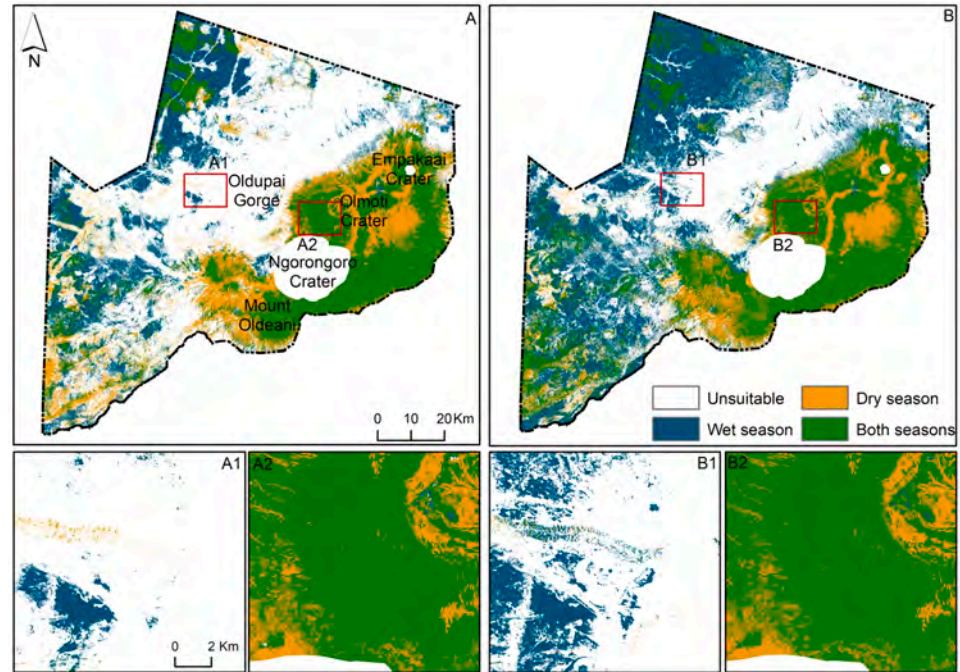 A
N
A1
Oldupai
Gorge
Empakaai
Crater
Olmoti
Crater
A2
Ngorongoro
Crater
Mount
Oldeani
0 10 20 Km
B
B1
B2
Unsuitable
Dry season
Wet season
Both seasons
A1
0 2 Km
A2
B1
B2